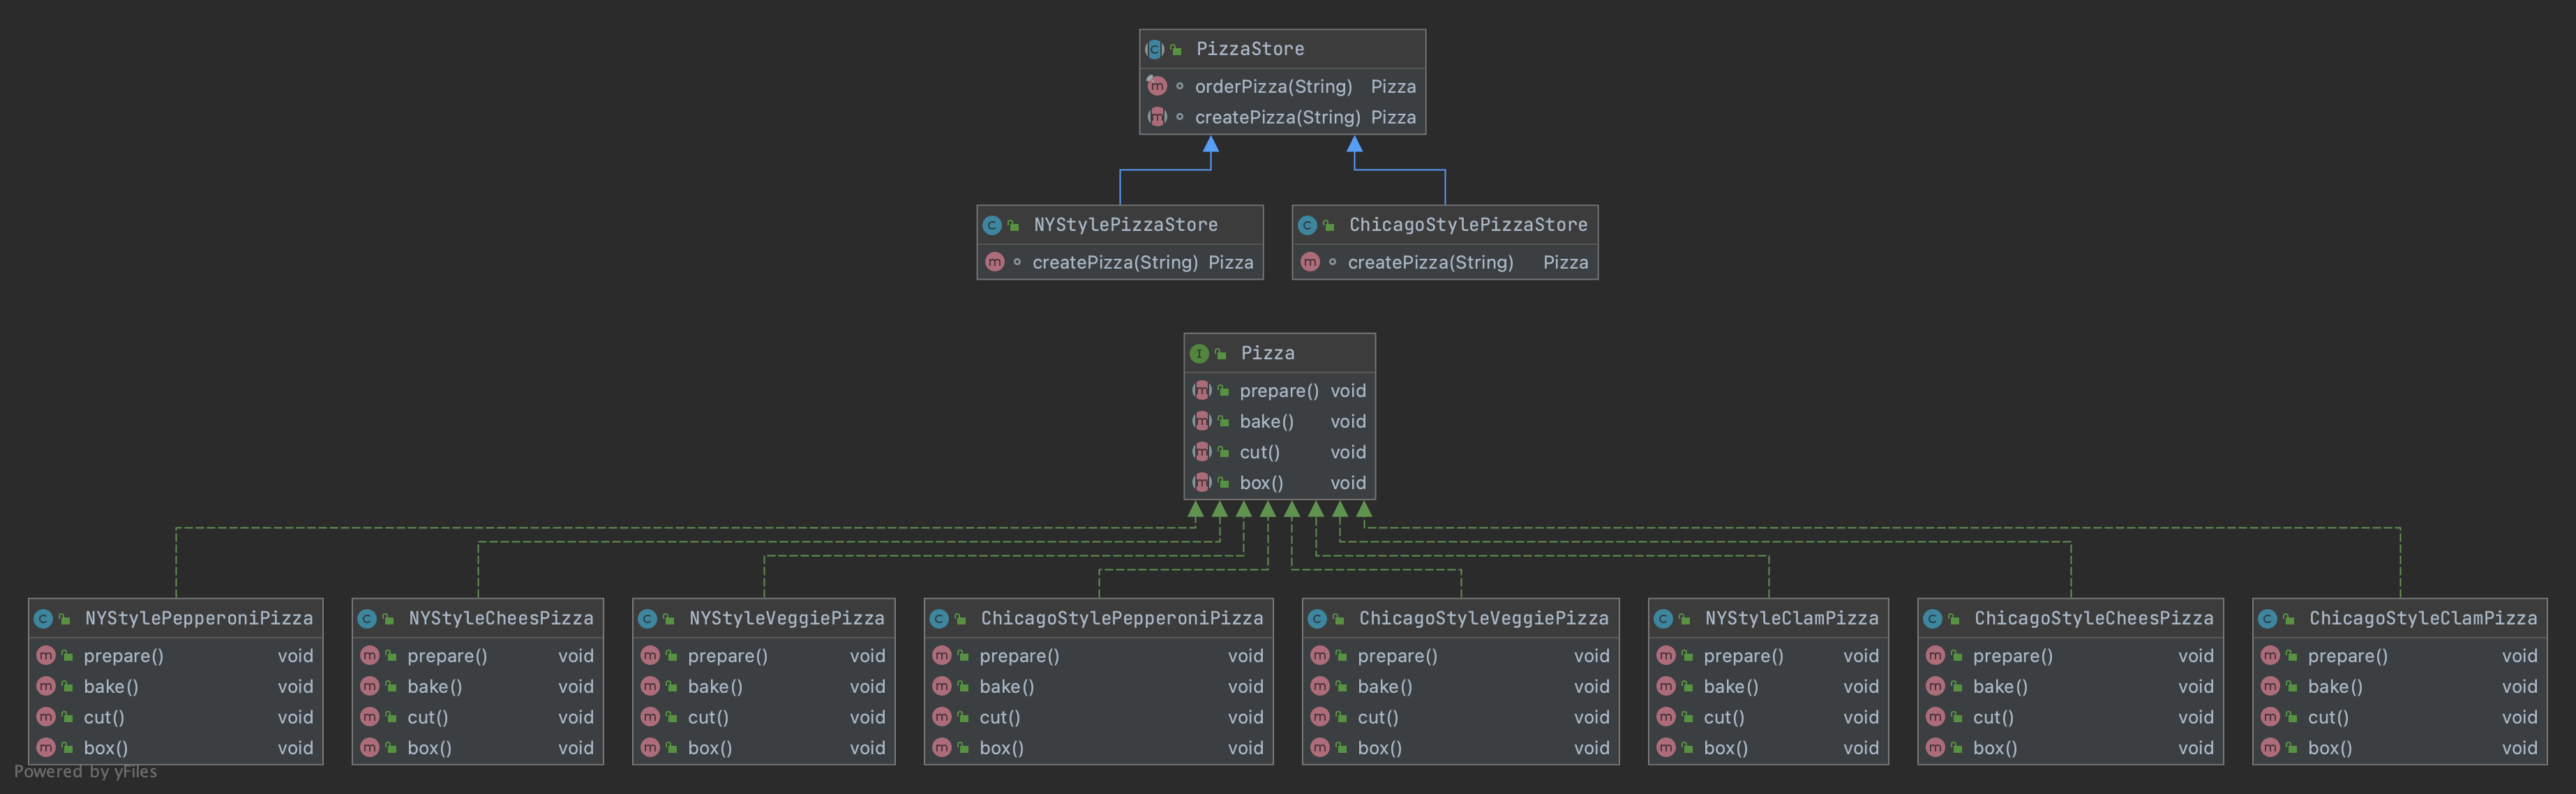 PizzaStore
orderPizza(String) Pizza
createPizza(String) Pizza
NYStylePizzaStore
createPizza(String) Pizza
ChicagoStylePizzaStore
createPizza(String) Pizza
Pizza
prepare() void
bake() void
cut() void
box() void
NYStylePepperoniPizza
prepare() void
bake() void
cut() void
box() void
NYStyleCheesPizza
prepare() void
bake() void
cut() void
box() void
NYStyleVeggiePizza
prepare() void
bake() void
cut() void
box() void
ChicagoStylePepperoniPizza
prepare() void
bake() void
cut() void
box() void
ChicagoStyleVeggiePizza
prepare() void
bake() void
cut() void
box() void
NYStyleClamPizza
prepare() void
bake() void
cut() void
box() void
ChicagoStyleCheesPizza
prepare() void
bake() void
cut() void
box() void
ChicagoStyleClamPizza
prepare() void
bake() void
cut() void
box() void
Powered by yFiles